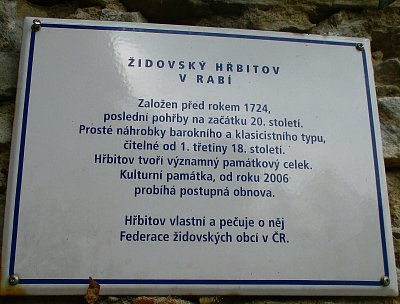 ŽIDOVSKÝ HŘBITOV
V RABÍ
Založen před rokem 1724,
poslední pohřby na začátku 20. století.
Prosté náhrobky barokního a klasicistního typu,
čitelné od 1. třetiny 18. století.
Hřbitov tvoří významný památkový celek.
Kulturní památka, od roku 2006
probíhá postupná obnova.
Hřbitov vlastní a pečuje o něj
Federace židovských obcí v ČR.